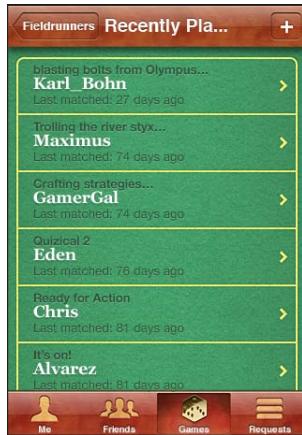 Fieldrunners
Recently Pla...
+
blasting bolts from Olympus...
Karl_Bohn
Last matched: 27 days ago
Trolling the river styx...
Maximus
Last matched: 74 days ago
Crafting strategies...
GamerGal
Last matched: 74 days ago
Quizical 2
Eden
Last matched: 76 days ago
Ready for Action
Chris
Last matched: 81 days ago
It's on!
Alvarez
Last matched: 81 days ago
Me
Friends
Games
Requests